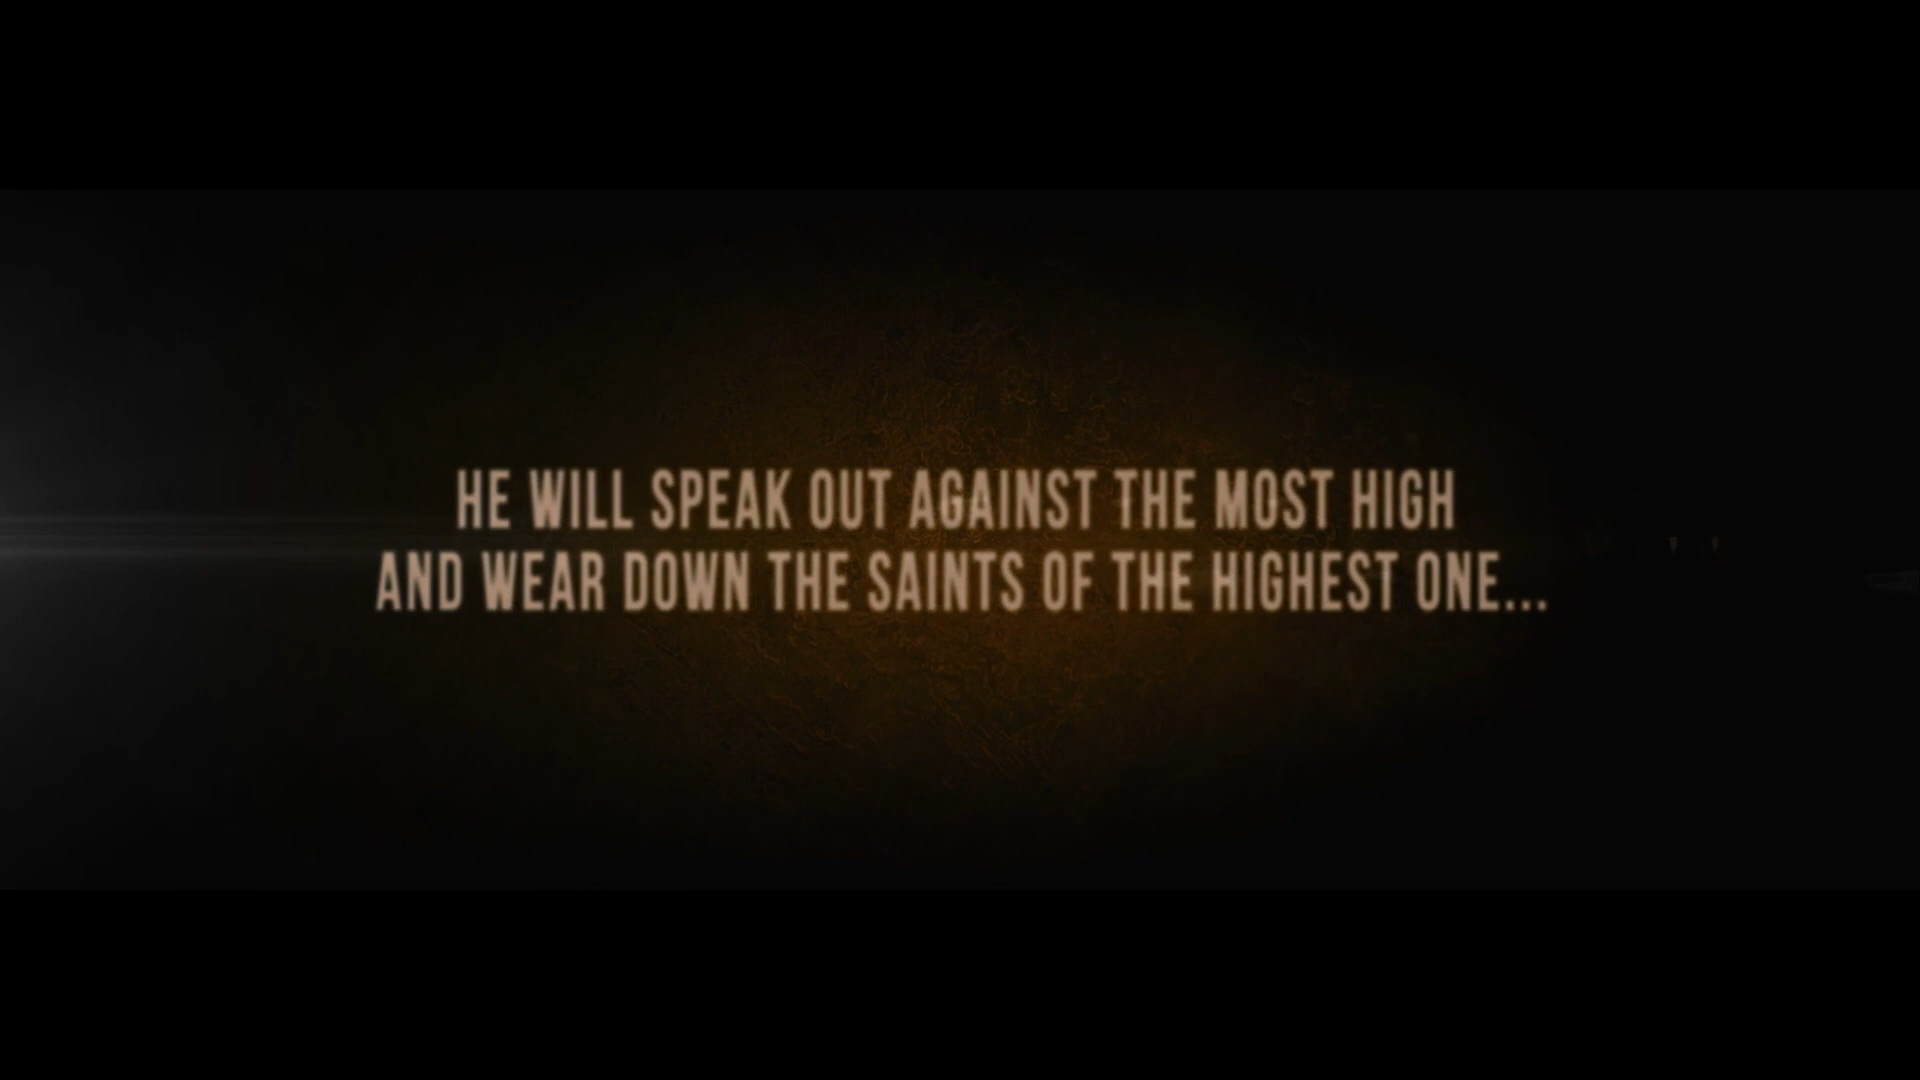 HE WILL SPEAK OUT AGAINST THE MOST HIGH
AND WEAR DOWN THE SAINTS OF THE HIGHEST ONE...